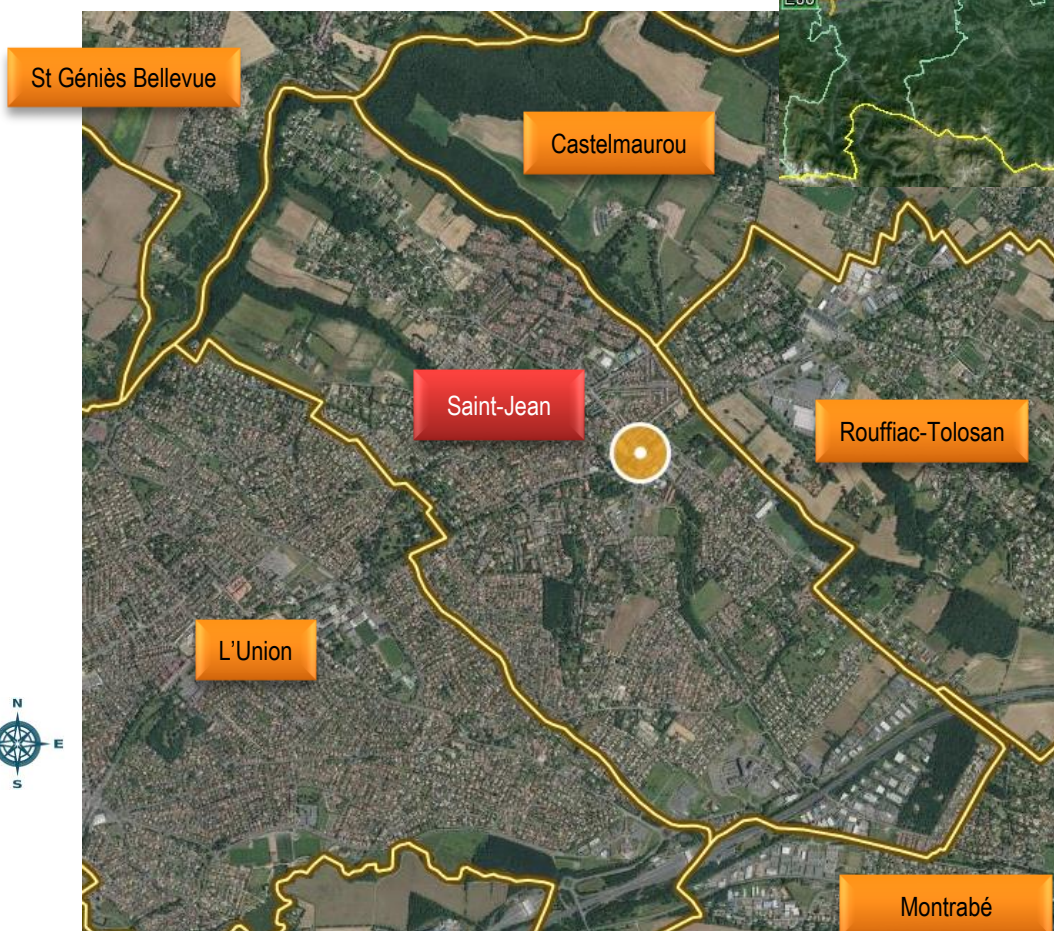 St Géniès Bellevue
Castelmaurou
Saint-Jean
Rouffiac-Tolosan
L'Union
N
E
S
Montrabé